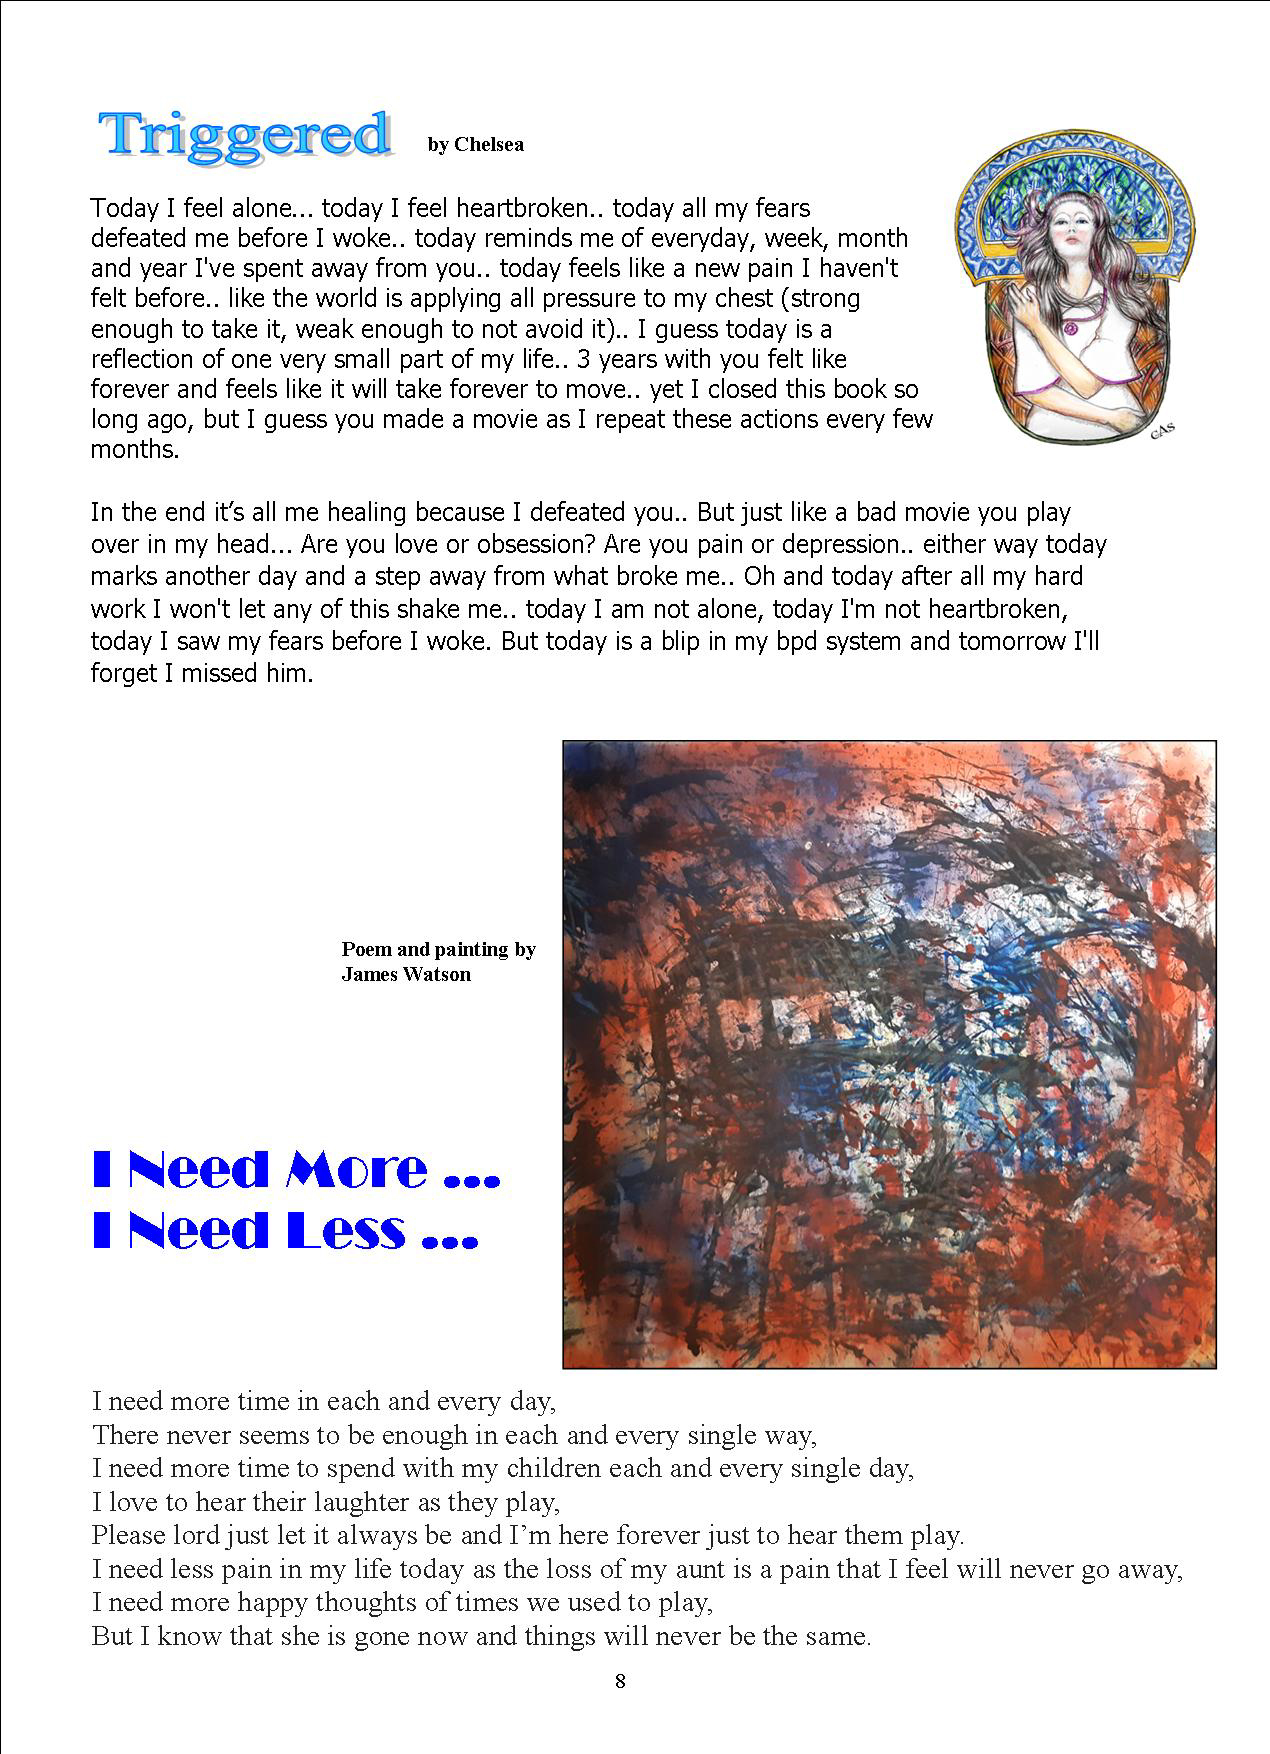 Triggered by Chelsea
Today I feel alone... today I feel heartbroken.. today all my fears
defeated me before I woke.. today reminds me of everyday, week, month
and year I've spent away from you.. today feels like a new pain I haven't
felt before.. like the world is applying all pressure to my chest (strong
enough to take it, weak enough to not avoid it).. I guess today is a
reflection of one very small part of my life.. 3 years with you felt like
forever and feels like it will take forever to move.. yet I closed this book so
long ago, but I guess you made a movie as I repeat these actions every few
months.
GAS
In the end it’s all me healing because I defeated you.. But just like a bad movie you play
over in my head... Are you love or obsession? Are you pain or depression.. either way today
marks another day and a step away from what broke me.. Oh and today after all my hard
work I won't let any of this shake me.. today I am not alone, today I'm not heartbroken,
today I saw my fears before I woke. But today is a blip in my bpd system and tomorrow I'll
forget I missed him.
Poem and painting by
James Watson
I Need More ...
I Need Less ...
I need more time in each and every day,
There never seems to be enough in each and every single way,
I need more time to spend with my children each and every single day,
I love to hear their laughter as they play,
Please lord just let it always be and I’m here forever just to hear them play.
I need less pain in my life today as the loss of my aunt is a pain that I feel will never go away,
I need more happy thoughts of times we used to play,
But I know that she is gone now and things will never be the same.
8